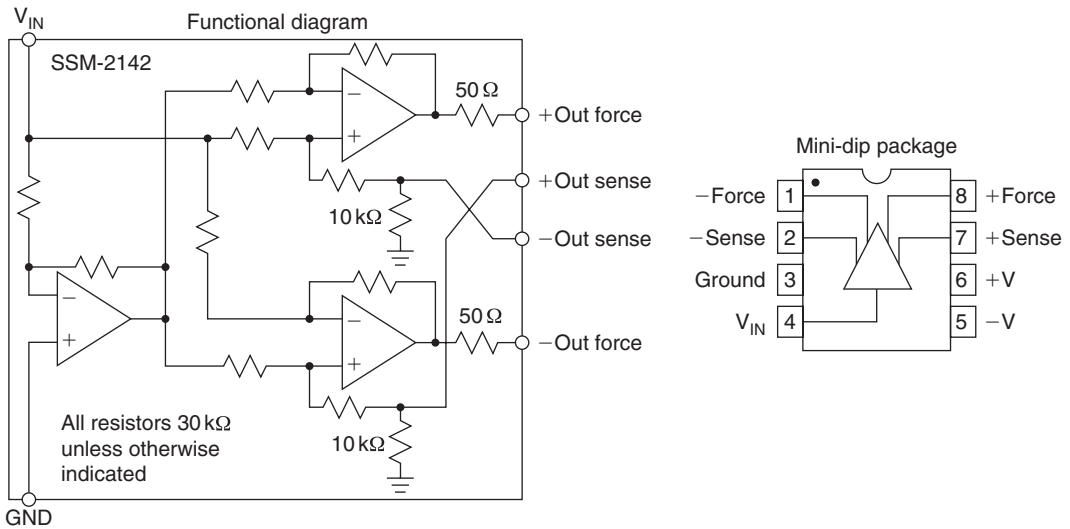 V_IN
Functional diagram
SSM-2142
50 Ω
+Out force
−
+
+Out sense
10 kΩ
−Out sense
−
+
−
+
50 Ω
−Out force
10 kΩ
All resistors 30 kΩ
unless otherwise
indicated
GND
Mini-dip package
−Force 1 8 +Force
−Sense 2 7 +Sense
Ground 3 6 +V
V_IN 4 5 −V